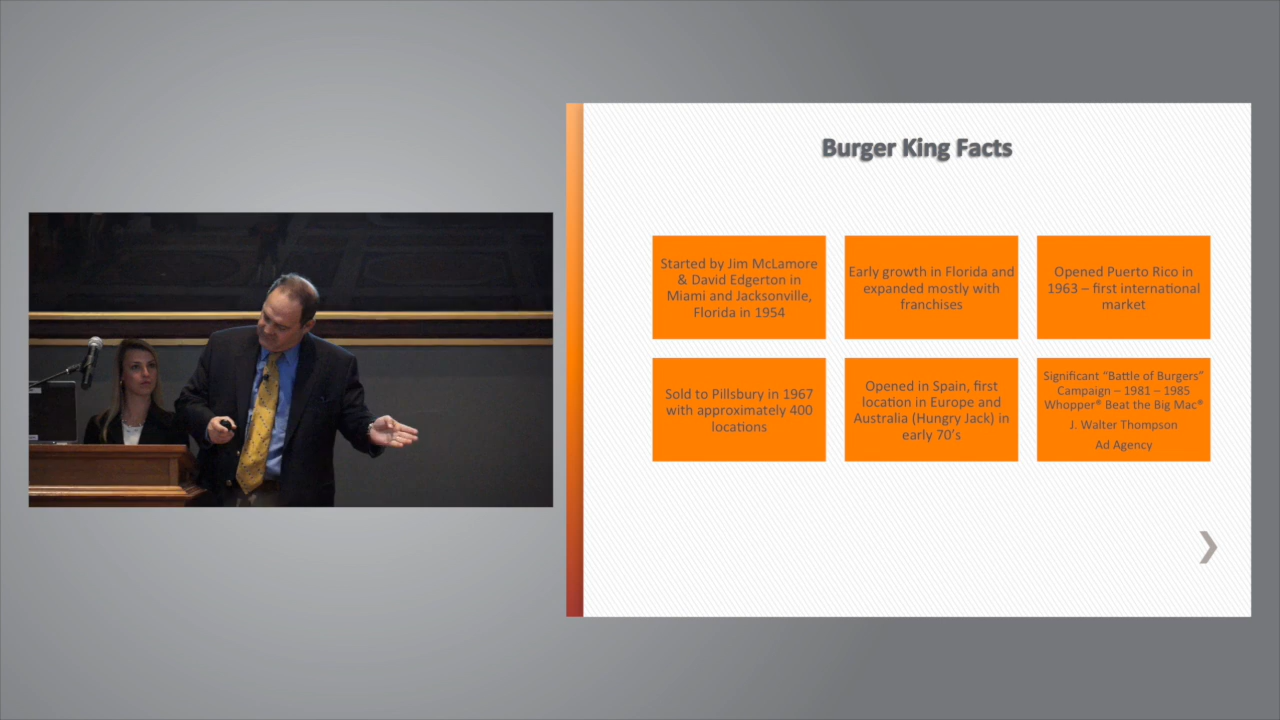 Burger King Facts
Started by Jim McLamore
& David Edgerton in
Miami and Jacksonville,
Florida in 1954
Early growth in Florida and
expanded mostly with
franchises
Opened Puerto Rico in
1963 – first international
market
Sold to Pillsbury in 1967
with approximately 400
locations
Opened in Spain, first
location in Europe and
Australia (Hungry Jack) in
early 70's
Significant "Battle of Burgers"
Campaign – 1981 – 1985
Whopper® Beat the Big Mac®
J. Walter Thompson
Ad Agency